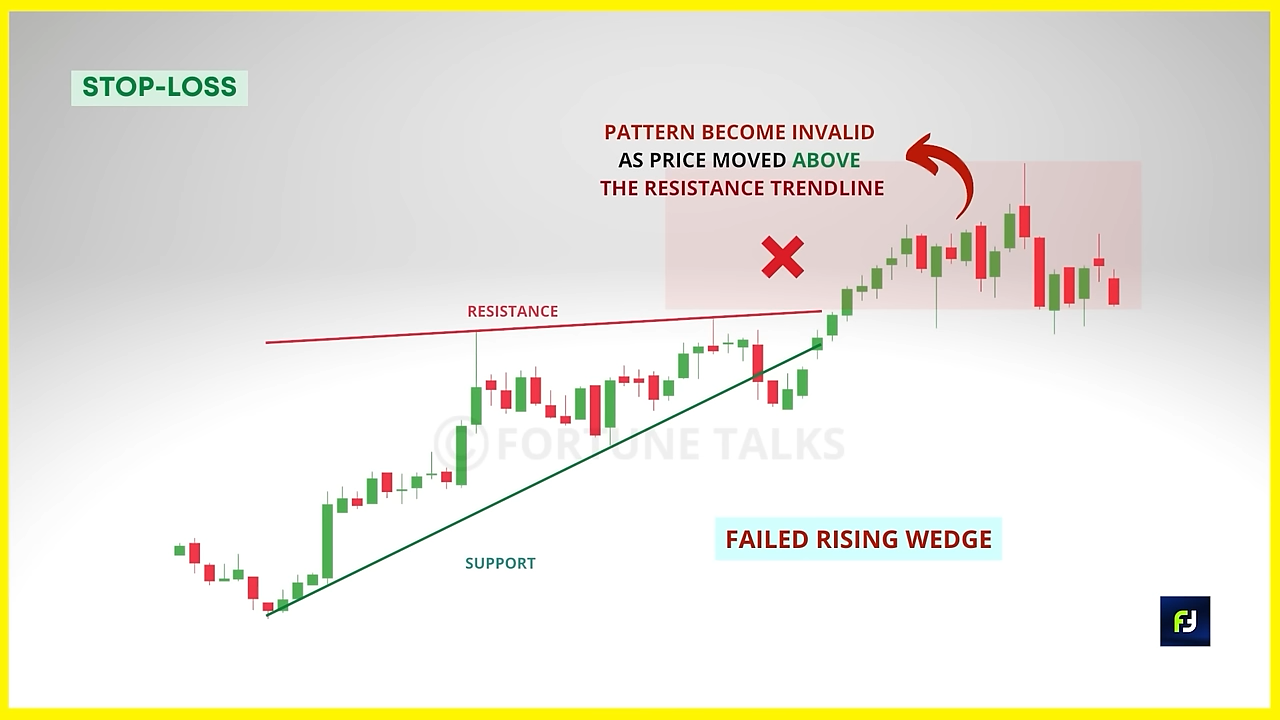 STOP-LOSS
PATTERN BECOME INVALID
AS PRICE MOVED ABOVE
THE RESISTANCE TRENDLINE
RESISTANCE
© FORTUNE TALKS
FAILED RISING WEDGE
SUPPORT